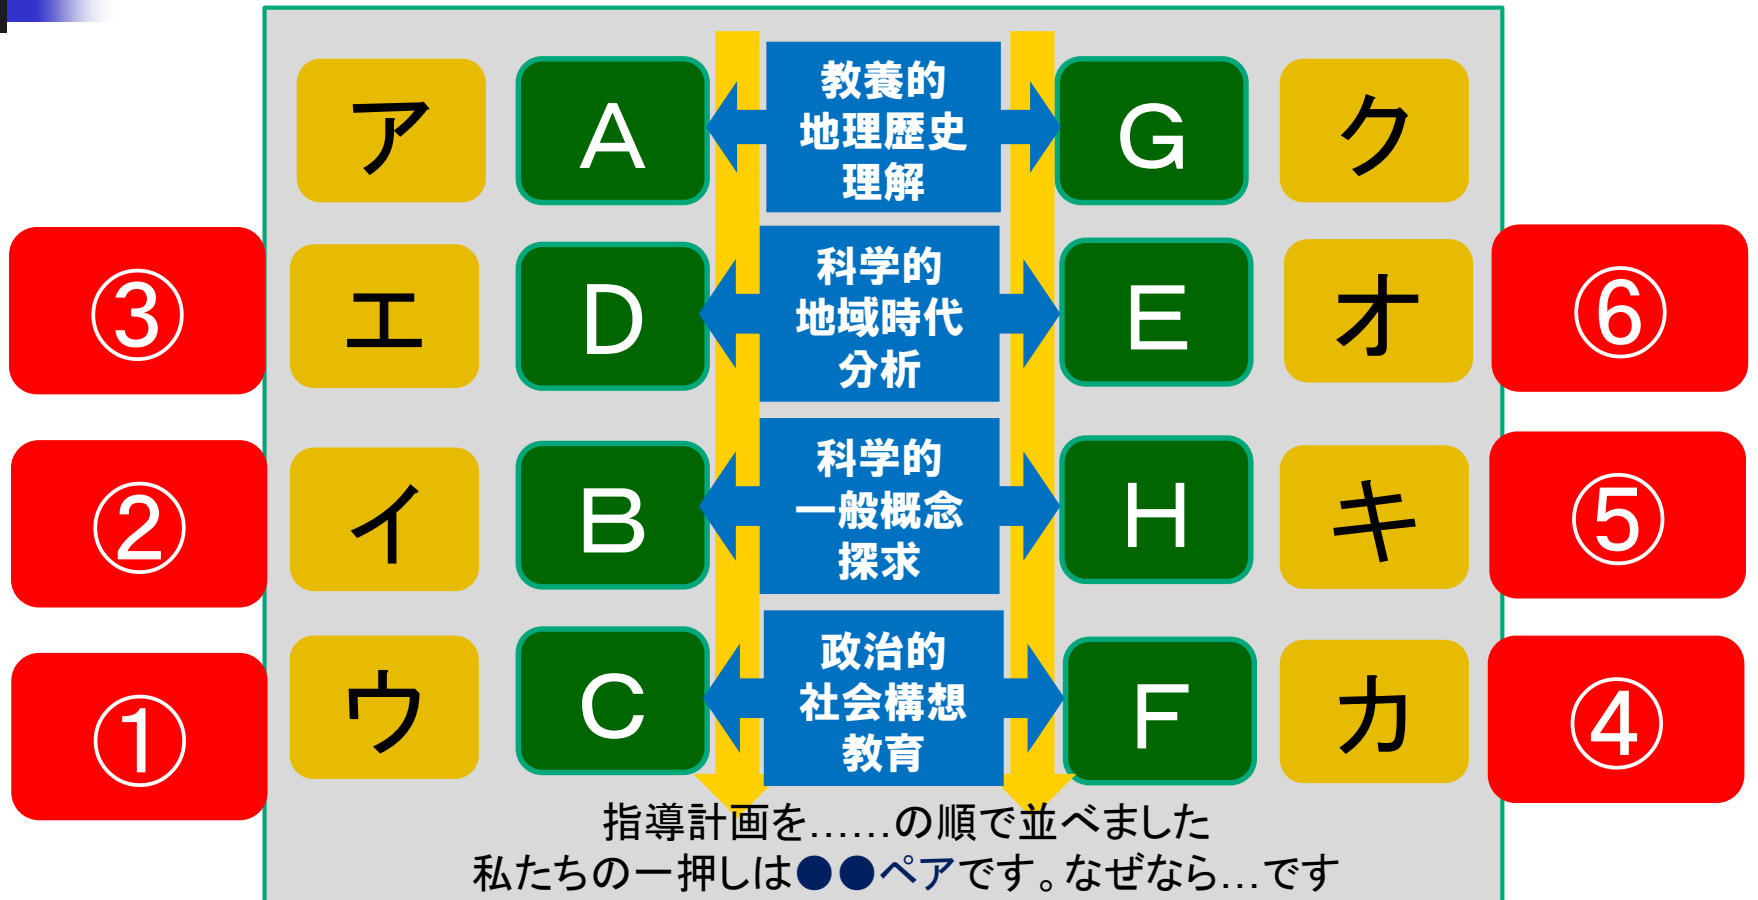 ア
A
教養的
地理歴史
理解
G
ク
③
エ
D
科学的
地域時代
分析
E
オ
⑥
②
イ
B
科学的
一般概念
探求
H
キ
⑤
①
ウ
C
政治的
社会構想
教育
F
カ
④
指導計画を……の順で並べました
私たちの一押しは●●ペアです。なぜなら…です